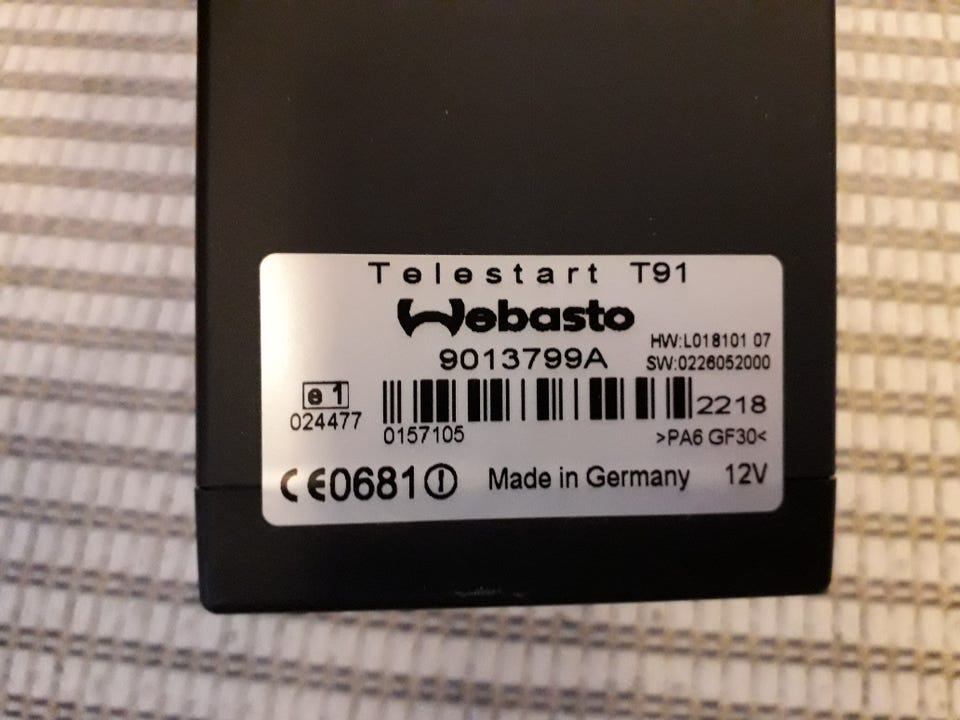 Telestart T91
Webasto
HW:L018101 07
9013799A
SW:0226052000
e 1
024477
2218
0157105
>PA6 GF30<
CE0681
Made in Germany
12V